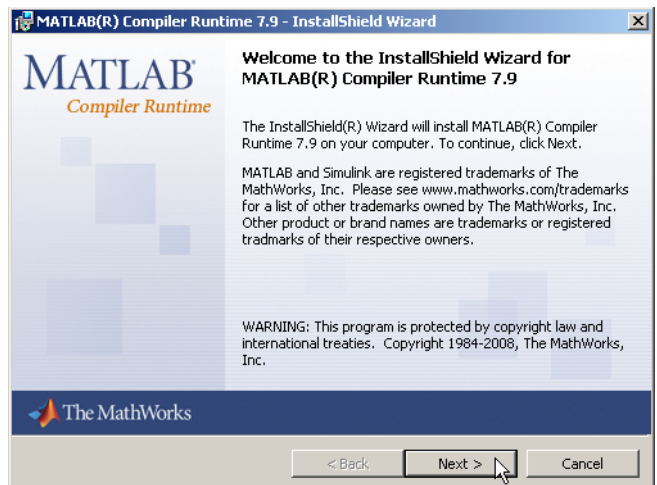 MATLAB(R) Compiler Runtime 7.9 - InstallShield Wizard
MATLAB®
Compiler Runtime
Welcome to the InstallShield Wizard for
MATLAB(R) Compiler Runtime 7.9
The InstallShield(R) Wizard will install MATLAB(R) Compiler
Runtime 7.9 on your computer. To continue, click Next.
MATLAB and Simulink are registered trademarks of The
MathWorks, Inc. Please see www.mathworks.com/trademarks
for a list of other trademarks owned by The MathWorks, Inc.
Other product or brand names are trademarks or registered
tradmarks of their respective owners.
WARNING: This program is protected by copyright law and
international treaties. Copyright 1984-2008, The MathWorks,
Inc.
The MathWorks
< Back
Next >
Cancel